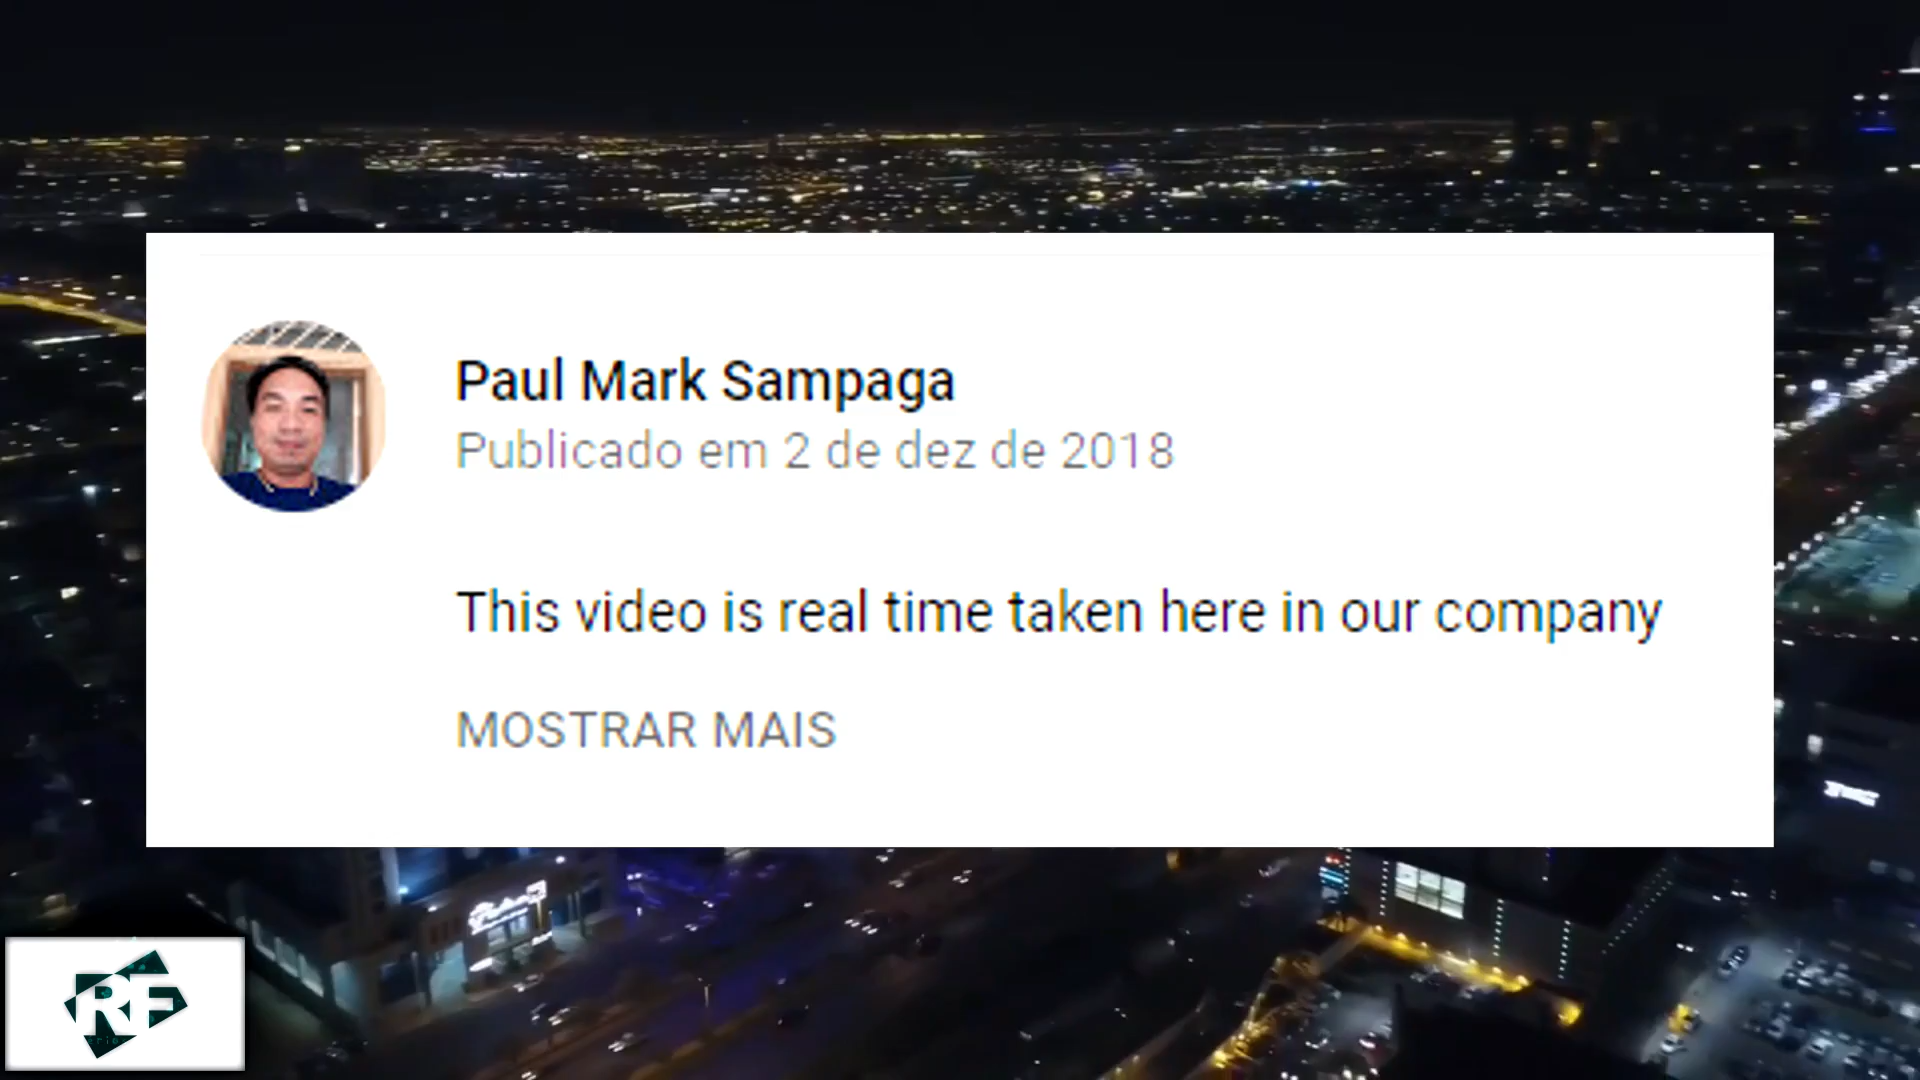 Paul Mark Sampaga
Publicado em 2 de dez de 2018
This video is real time taken here in our company
MOSTRAR MAIS
RF